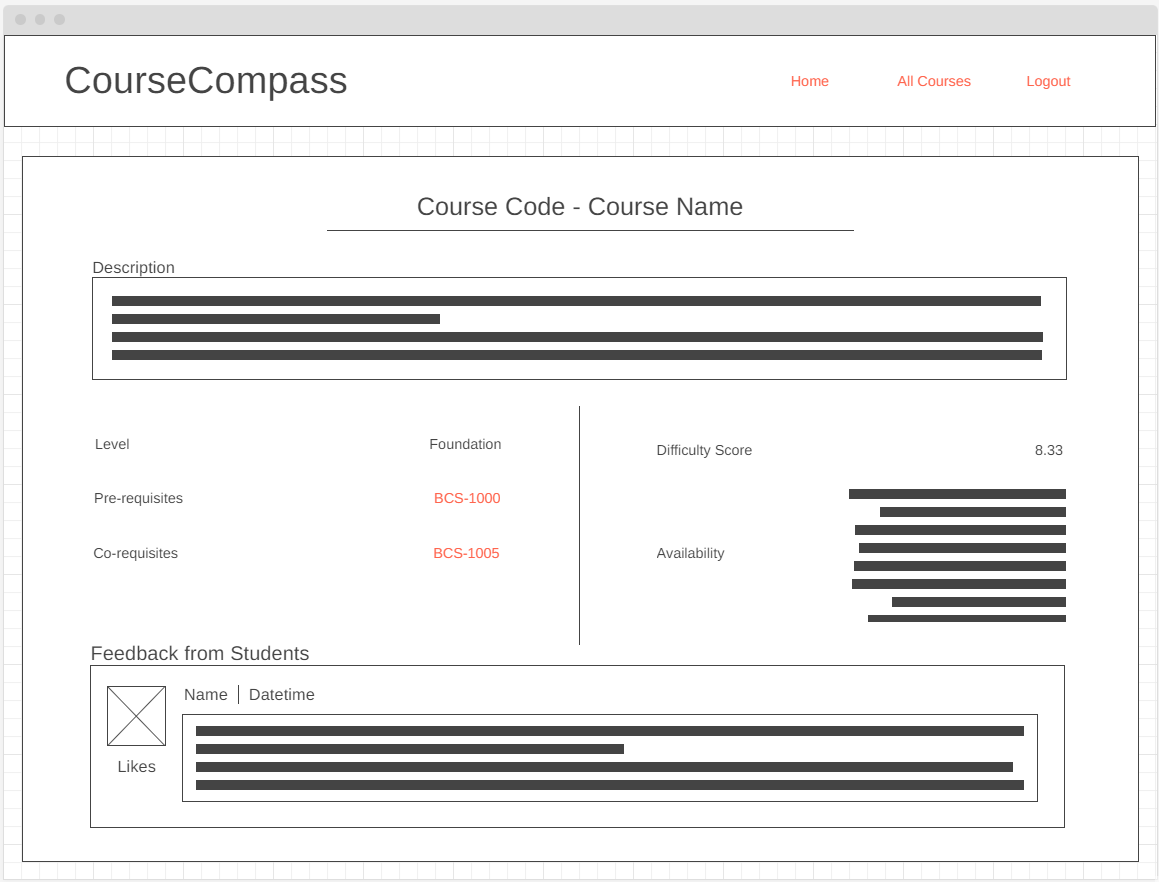 CourseCompass
Home All Courses Logout
Course Code - Course Name
Description
Level Foundation
Difficulty Score 8.33
Pre-requisites BCS-1000
Co-requisites BCS-1005
Availability
Feedback from Students
Name Datetime
Likes